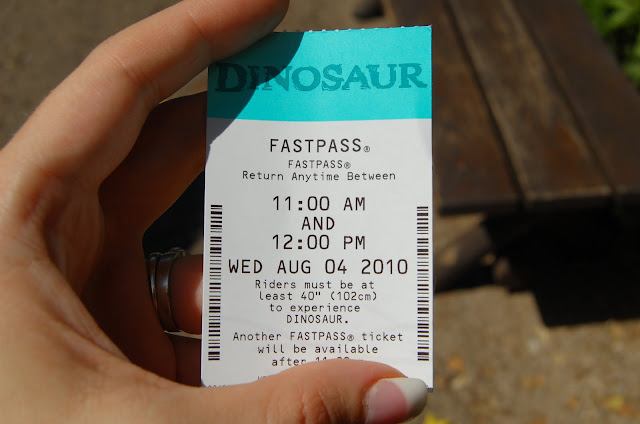 DINOSAUR
FASTPASS®
FASTPASS®
Return Anytime Between
11:00 AM
AND
12:00 PM
WED AUG 04 2010
Riders must be at
least 40" (102cm)
to experience
DINOSAUR.
Another FASTPASS® ticket
will be available
after